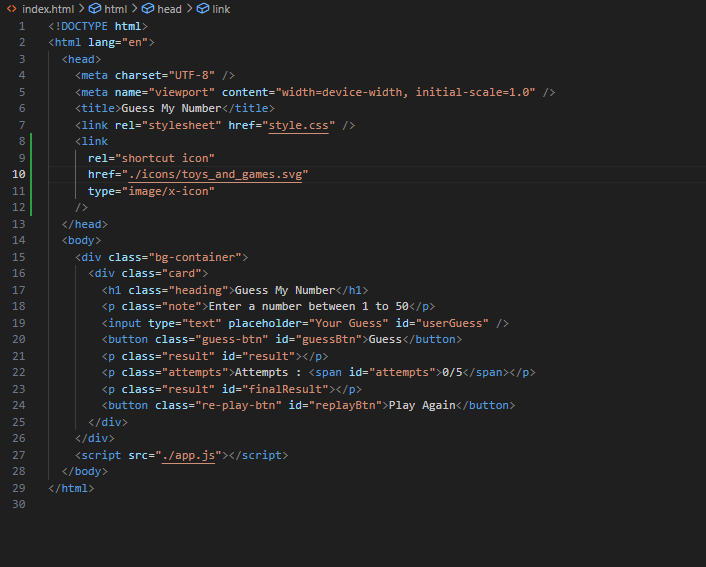 index.html > html > head > link
1 <!DOCTYPE html>
2 <html lang="en">
3 <head>
4 <meta charset="UTF-8" />
5 <meta name="viewport" content="width=device-width, initial-scale=1.0" />
6 <title>Guess My Number</title>
7 <link rel="stylesheet" href="style.css" />
8 <link
9 rel="shortcut icon"
10 href="./icons/toys_and_games.svg"
11 type="image/x-icon"
12 />
13 </head>
14 <body>
15 <div class="bg-container">
16 <div class="card">
17 <h1 class="heading">Guess My Number</h1>
18 <p class="note">Enter a number between 1 to 50</p>
19 <input type="text" placeholder="Your Guess" id="userGuess" />
20 <button class="guess-btn" id="guessBtn">Guess</button>
21 <p class="result" id="result"></p>
22 <p class="attempts">Attempts : <span id="attempts">0/5</span></p>
23 <p class="result" id="finalResult"></p>
24 <button class="re-play-btn" id="replayBtn">Play Again</button>
25 </div>
26 </div>
27 <script src="./app.js"></script>
28 </body>
29 </html>
30